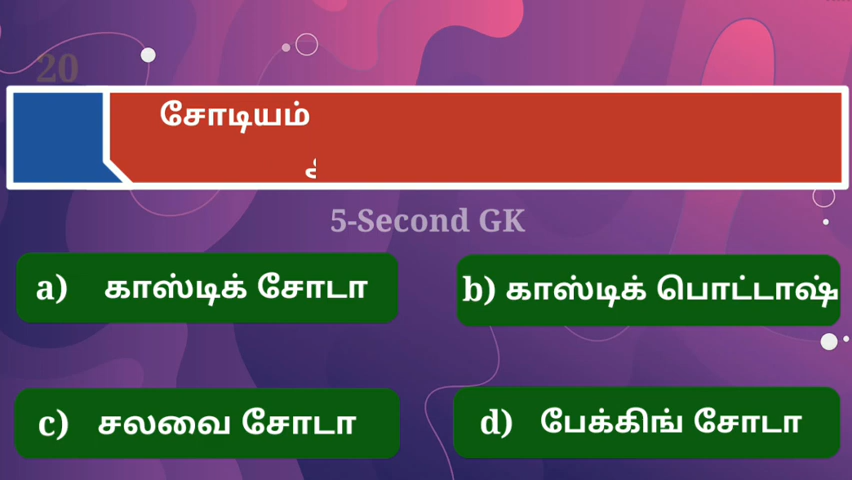 20
சோடியம்
5-Second GK
a) காஸ்டிக் சோடா
b) காஸ்டிக் பொட்டாஷ்
c) சலவை சோடா
d) பேக்கிங் சோடா